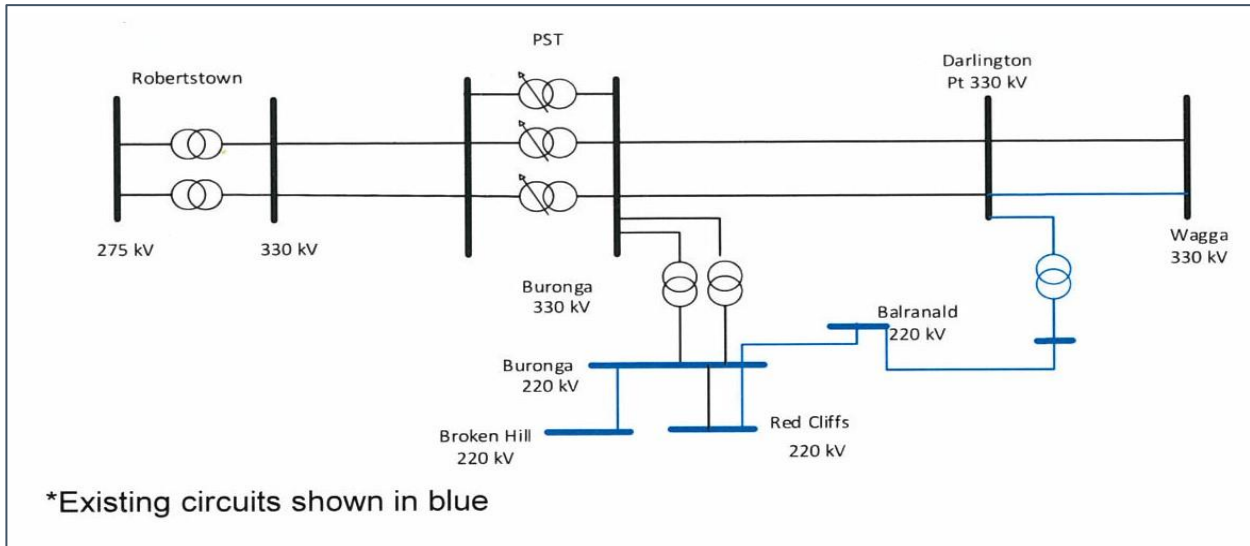 PST
Robertstown
Darlington
Pt 330 kV
275 kV
330 kV
Wagga
330 kV
Buronga
330 kV
Balranald
220 kV
Buronga
220 kV
Broken Hill
220 kV
Red Cliffs
220 kV
*Existing circuits shown in blue